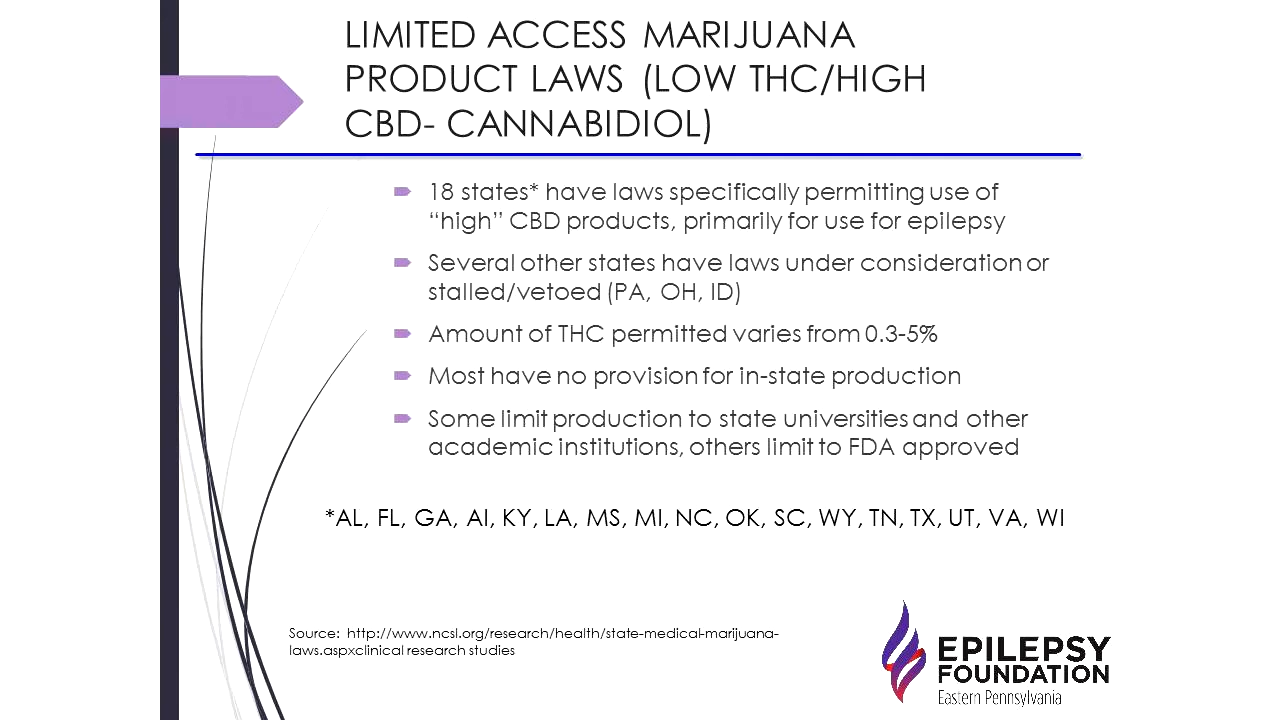 LIMITED ACCESS MARIJUANA
PRODUCT LAWS (LOW THC/HIGH
CBD- CANNABIDIOL)
18 states* have laws specifically permitting use of
“high” CBD products, primarily for use for epilepsy
Several other states have laws under consideration or
stalled/vetoed (PA, OH, ID)
Amount of THC permitted varies from 0.3-5%
Most have no provision for in-state production
Some limit production to state universities and other
academic institutions, others limit to FDA approved
*AL, FL, GA, AI, KY, LA, MS, MI, NC, OK, SC, WY, TN, TX, UT, VA, WI
Source: http://www.ncsl.org/research/health/state-medical-marijuana-
laws.aspxclinical research studies
EPILEPSY
FOUNDATION
Eastern Pennsylvania